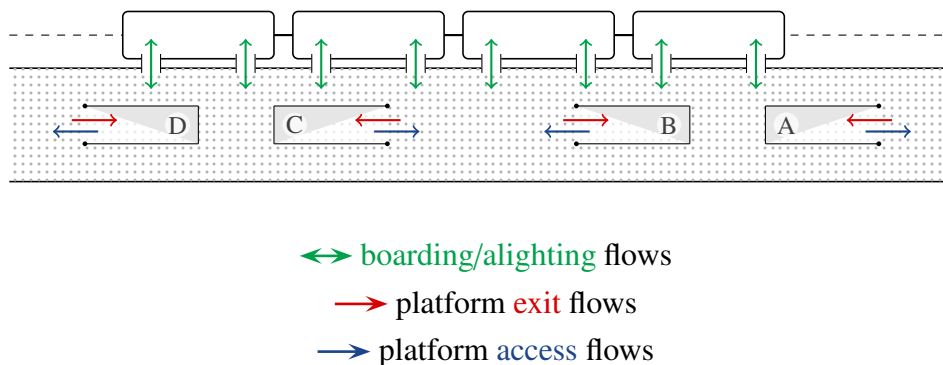 D C B A
boarding/alighting flows
platform exit flows
platform access flows